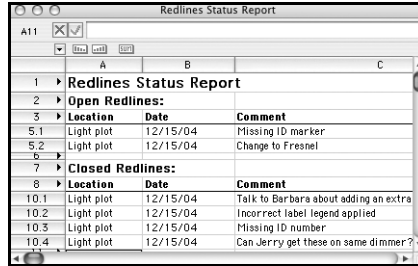 Redlines Status Report
A11
A B C
1 Redlines Status Report
2 Open Redlines:
3 Location Date Comment
5.1 Light plot 12/15/04 Missing ID marker
5.2 Light plot 12/15/04 Change to Fresnel
6
7 Closed Redlines:
8 Location Date Comment
10.1 Light plot 12/15/04 Talk to Barbara about adding an extra
10.2 Light plot 12/15/04 Incorrect label legend applied
10.3 Light plot 12/15/04 Missing ID number
10.4 Light plot 12/15/04 Can Jerry get these on same dimmer?